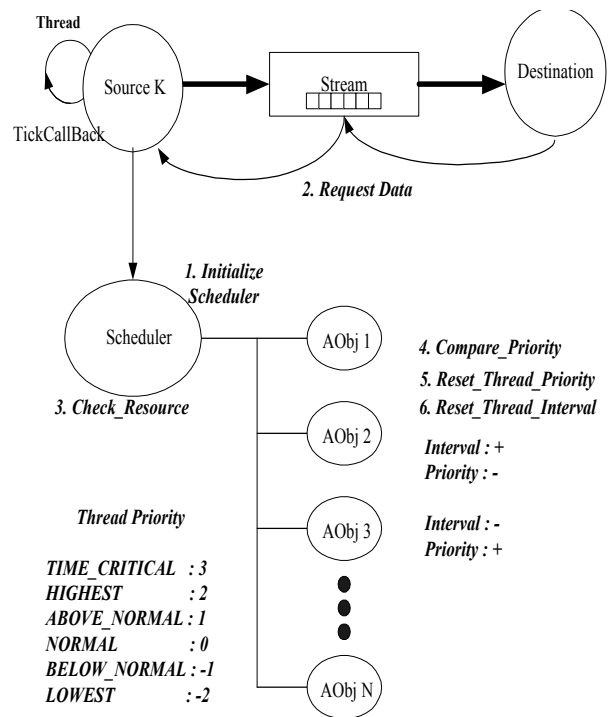 Thread
Source K
Stream
Destination
TickCallBack
2. Request Data
1. Initialize
Scheduler
Scheduler
3. Check_Resource
AObj 1
4. Compare_Priority
5. Reset_Thread_Priority
6. Reset_Thread_Interval
AObj 2
Interval : +
Priority : -
AObj 3
Interval : -
Priority : +
Thread Priority
TIME_CRITICAL : 3
HIGHEST : 2
ABOVE_NORMAL : 1
NORMAL : 0
BELOW_NORMAL : -1
LOWEST : -2
AObj N